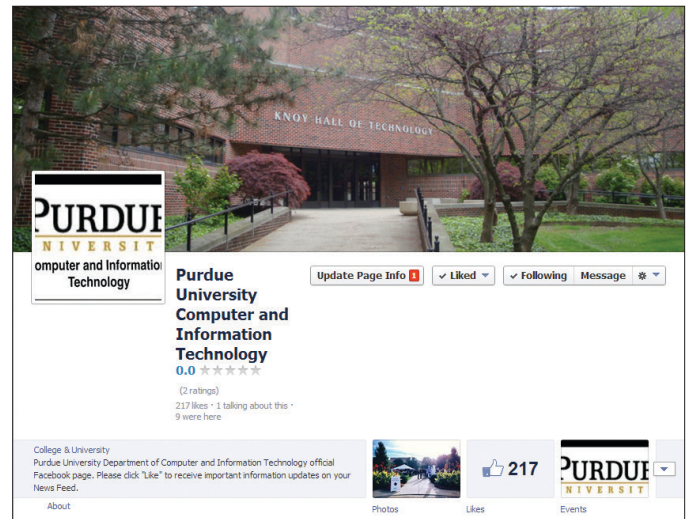 KNOY HALL OF TECHNOLOGY
PURDUE
NIVERSIT
omputer and Informatio
Technology
Purdue
University
Computer and
Information
Technology
Update Page Info 1
✓ Liked
✓ Following Message
0.0 ★★★★★
(2 ratings)
217 likes · 1 talking about this ·
9 were here
College & University
Purdue University Department of Computer and Information Technology official
Facebook page. Please click "Like" to receive important information updates on your
News Feed.
About
Photos
217
Likes
PURDUE
NIVERSIT
Events